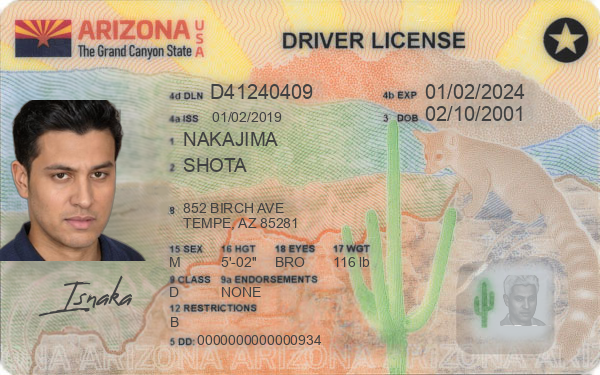 ARIZONA USA
The Grand Canyon State
DRIVER LICENSE
4d DLN D41240409
4b EXP 01/02/2024
4a ISS 01/02/2019
3 DOB 02/10/2001
1 NAKAJIMA
2 SHOTA
8 852 BIRCH AVE
TEMPE, AZ 85281
15 SEX 16 HGT 18 EYES 17 WGT
M 5'-02" BRO 116 lb
9 CLASS 9a ENDORSEMENTS
D NONE
12 RESTRICTIONS
B
5 DD: 0000000000000934
Isnaka
ARIZONA ARIZONA ARIZONA ARIZONA